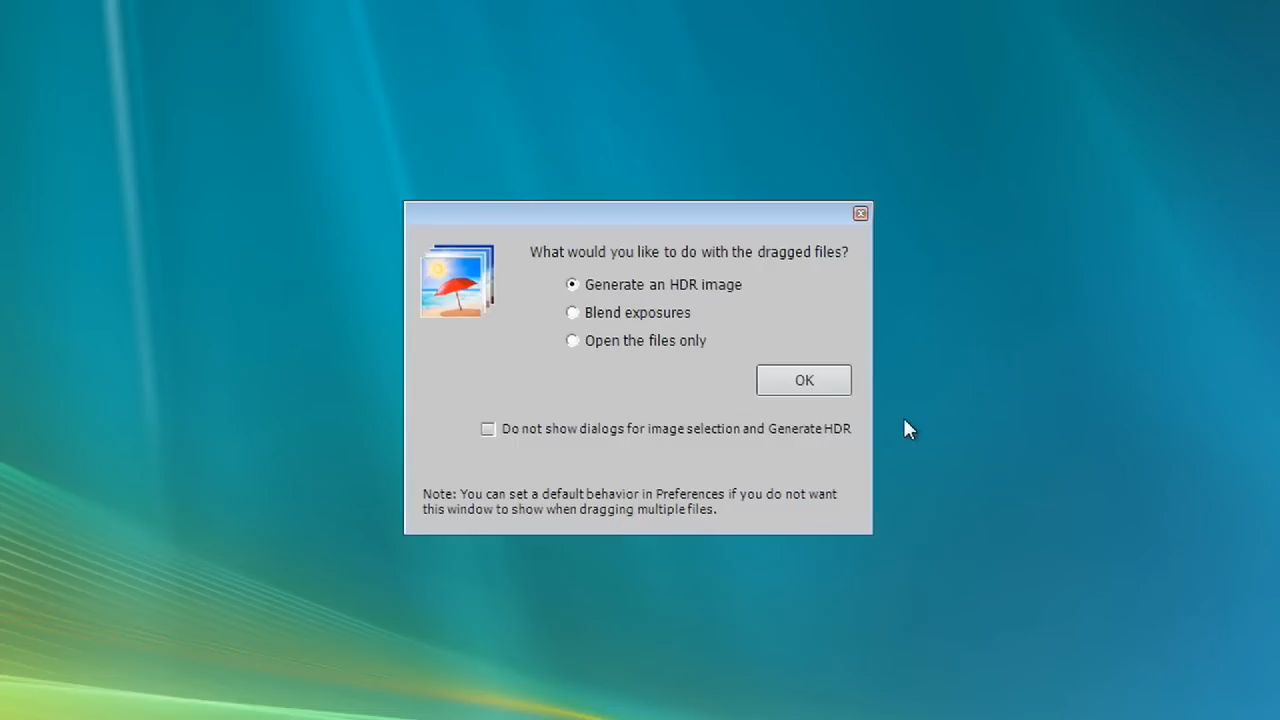 What would you like to do with the dragged files?
Generate an HDR image
Blend exposures
Open the files only
OK
Do not show dialogs for image selection and Generate HDR
Note: You can set a default behavior in Preferences if you do not want
this window to show when dragging multiple files.